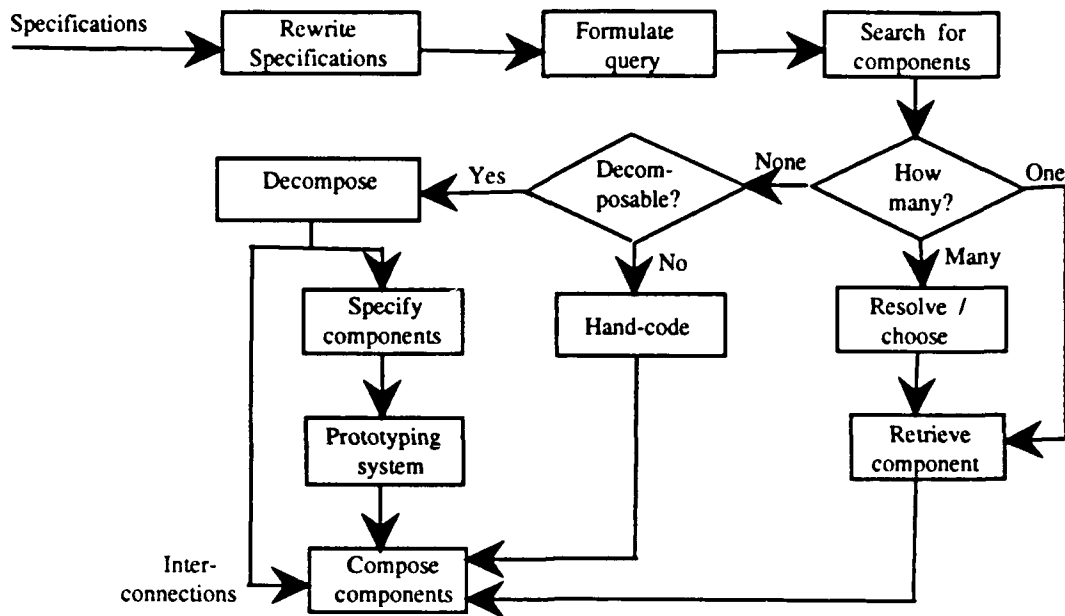 Specifications
Rewrite
Specifications
Formulate
query
Search for
components
Decompose
Yes
Decom-
posable?
None
How
many?
One
No
Many
Specify
components
Hand-code
Resolve /
choose
Prototyping
system
Retrieve
component
Inter-
connections
Compose
components